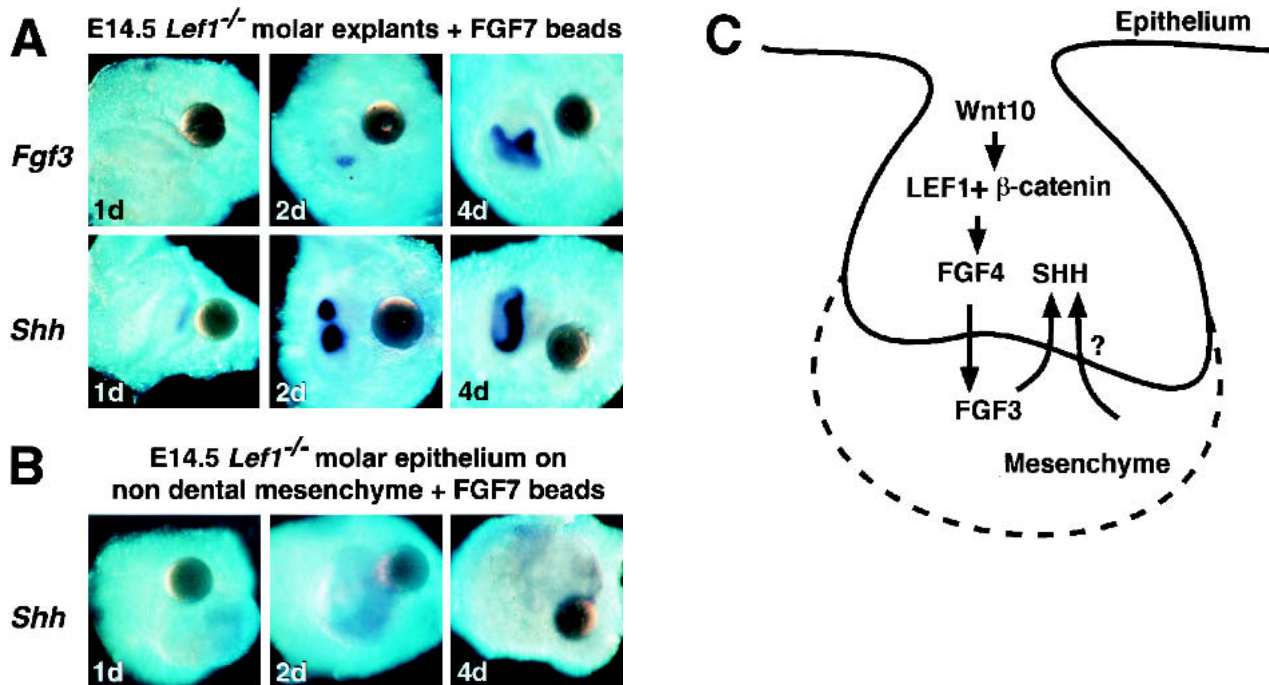 A
E14.5 Lef1-/- molar explants + FGF7 beads
Fgf3
1d
2d
4d
Shh
1d
2d
4d
B
E14.5 Lef1-/- molar epithelium on
non dental mesenchyme + FGF7 beads
Shh
1d
2d
4d
C
Epithelium
Wnt10
LEF1+ β-catenin
FGF4 SHH
?
FGF3
Mesenchyme